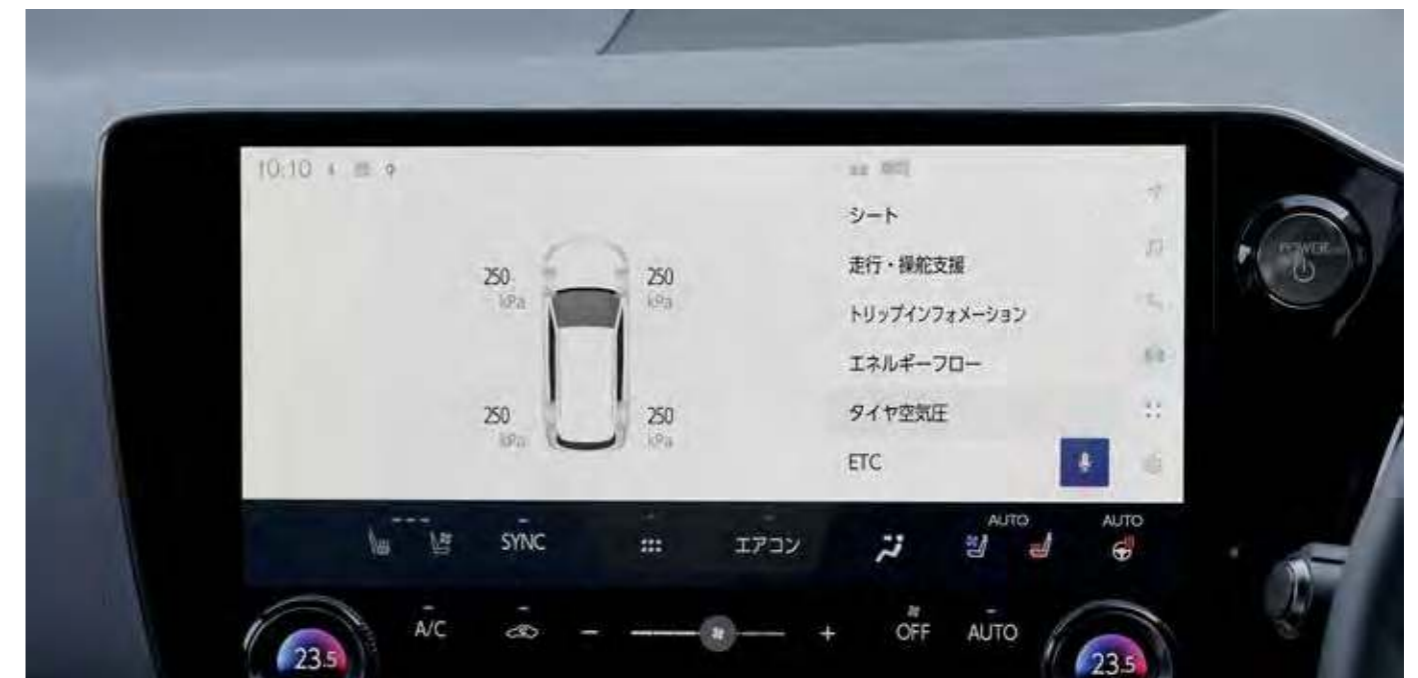 10:10
シート
走行・操舵支援
トリップインフォメーション
エネルギーフロー
タイヤ空気圧
ETC
250 250
kPa kPa
250 250
kPa kPa
POWER
SYNC
エアコン
AUTO AUTO
A/C
- +
OFF AUTO
23.5 23.5